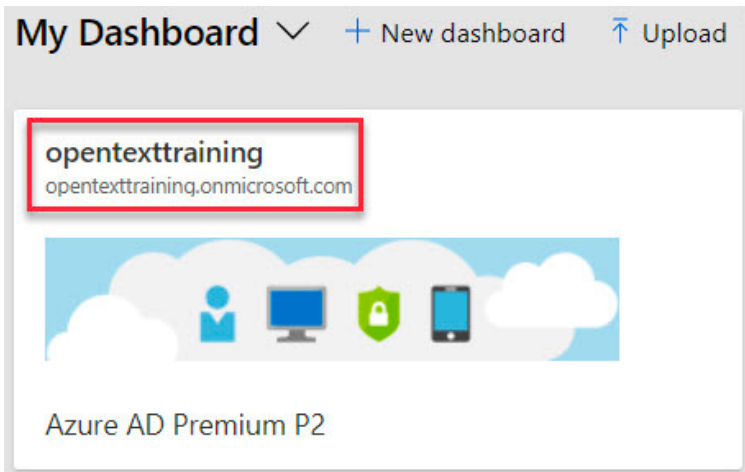 My Dashboard + New dashboard Upload
opentexttraining
opentexttraining.onmicrosoft.com
Azure AD Premium P2